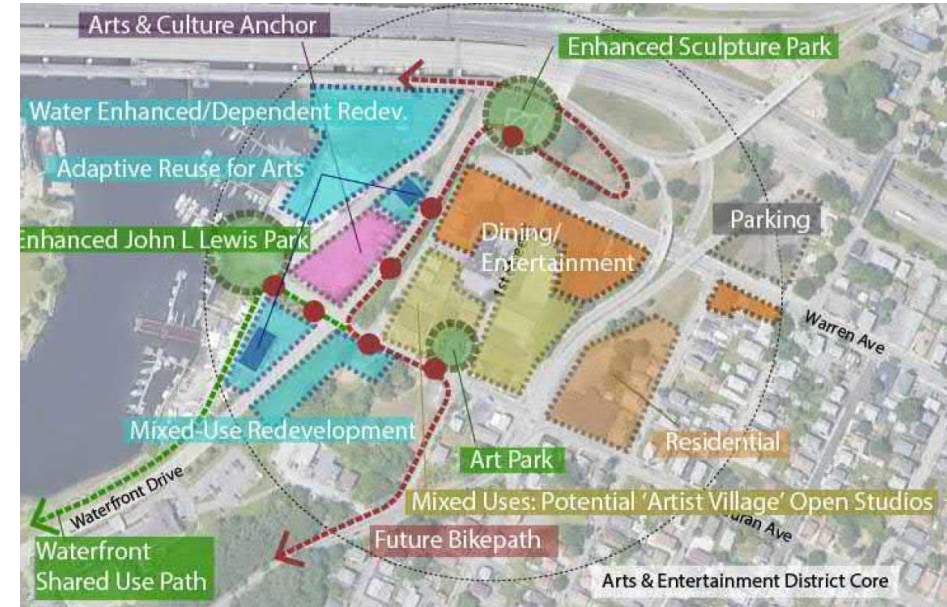 Arts & Culture Anchor
Enhanced Sculpture Park
Water Enhanced/Dependent Redev.
Adaptive Reuse for Arts
Parking
Enhanced John L Lewis Park
Dining/
Entertainment
1st
Warren Ave
Mixed-Use Redevelopment
Residential
Art Park
Waterfront Drive
Mixed Uses: Potential 'Artist Village' Open Studios
Future Bikepath
Waterfront
Shared Use Path
Arts & Entertainment District Core